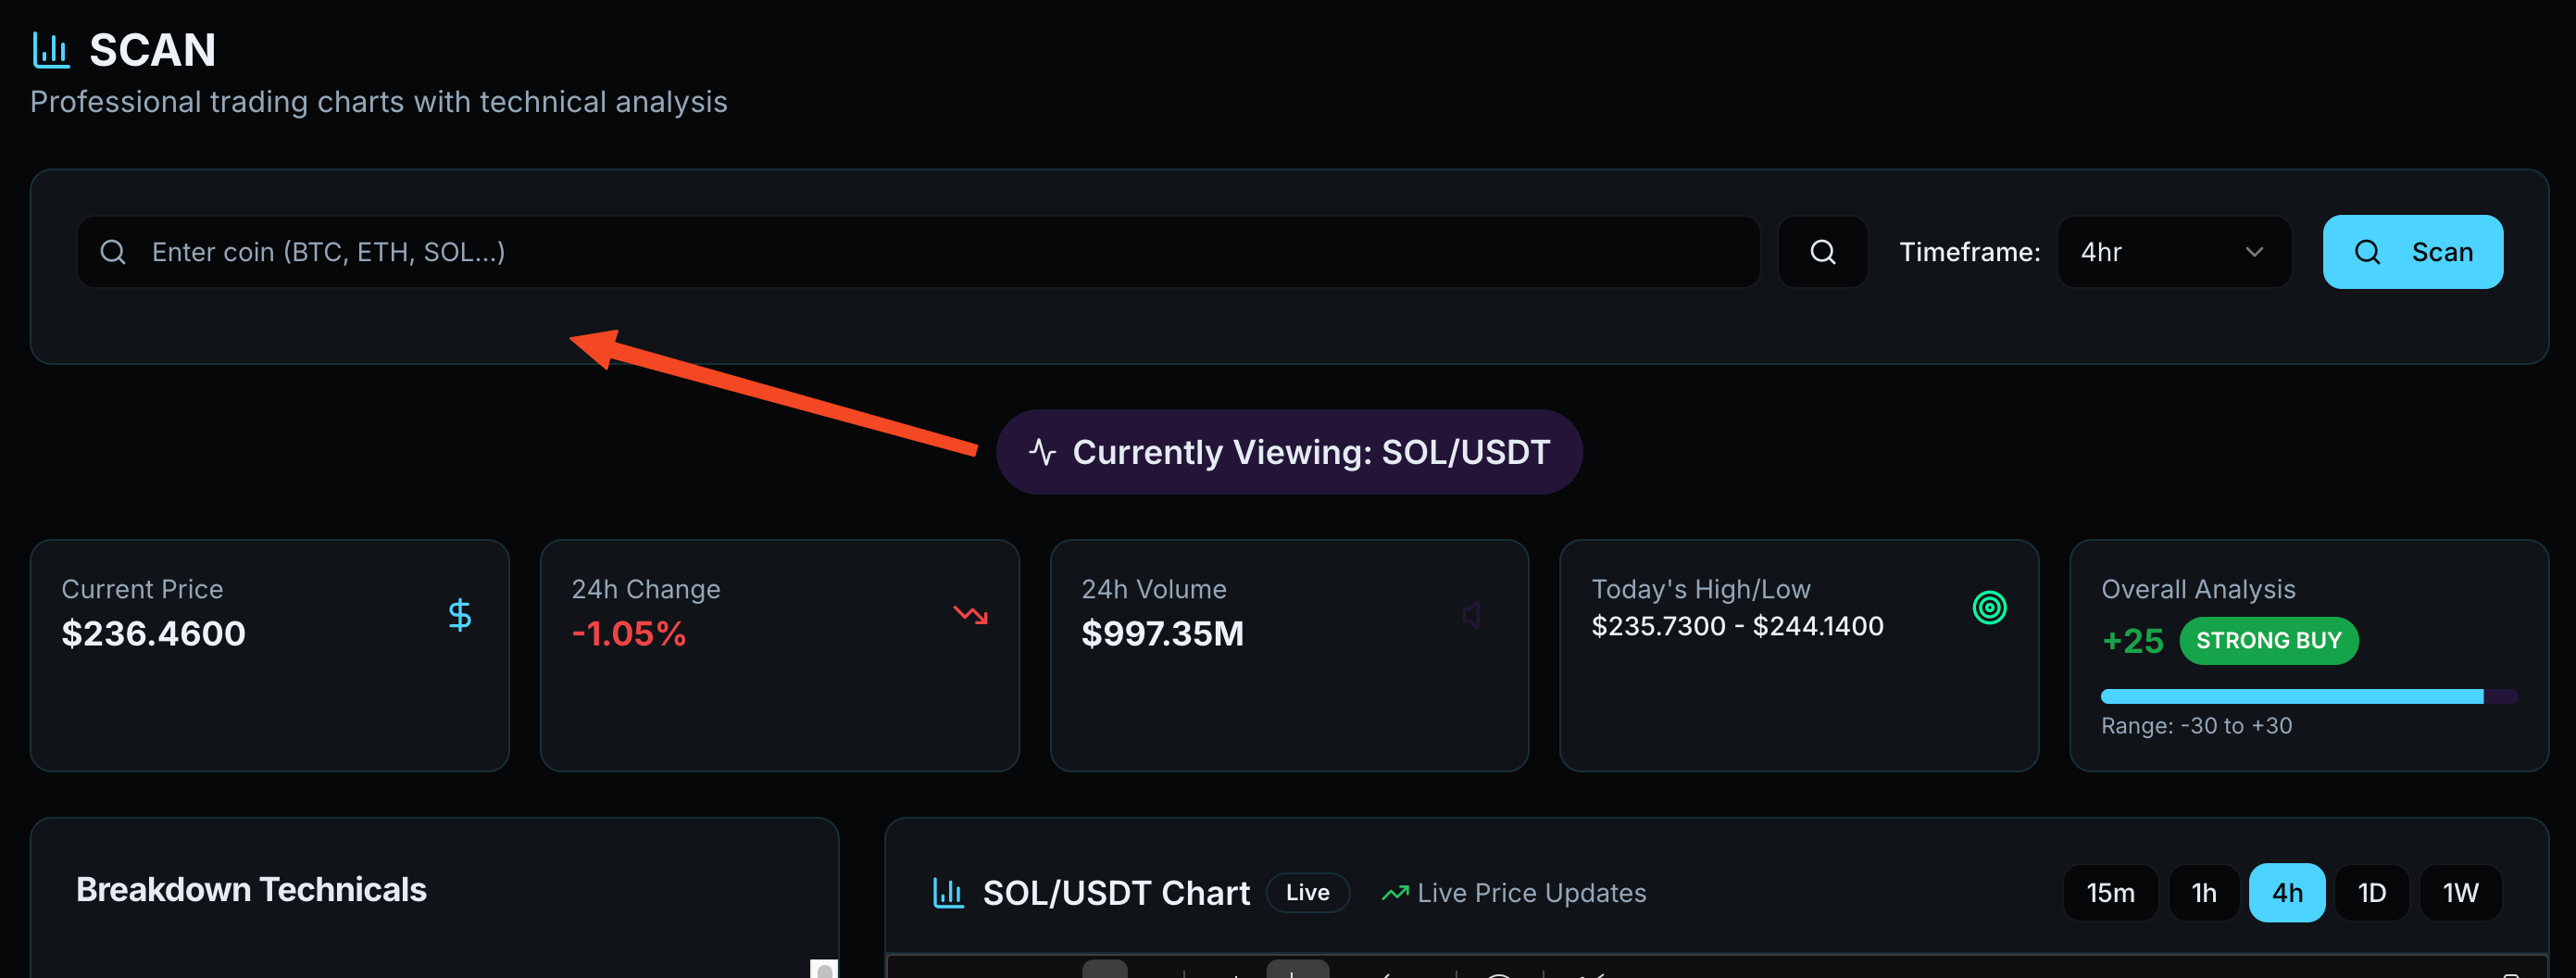 SCAN
Professional trading charts with technical analysis
Enter coin (BTC, ETH, SOL...)
Timeframe:
4hr
Scan
Currently Viewing: SOL/USDT
Current Price
$236.4600
24h Change
-1.05%
24h Volume
$997.35M
Today's High/Low
$235.7300 - $244.1400
Overall Analysis
+25 STRONG BUY
Range: -30 to +30
Breakdown Technicals
SOL/USDT Chart
Live
Live Price Updates
15m
1h
4h
1D
1W